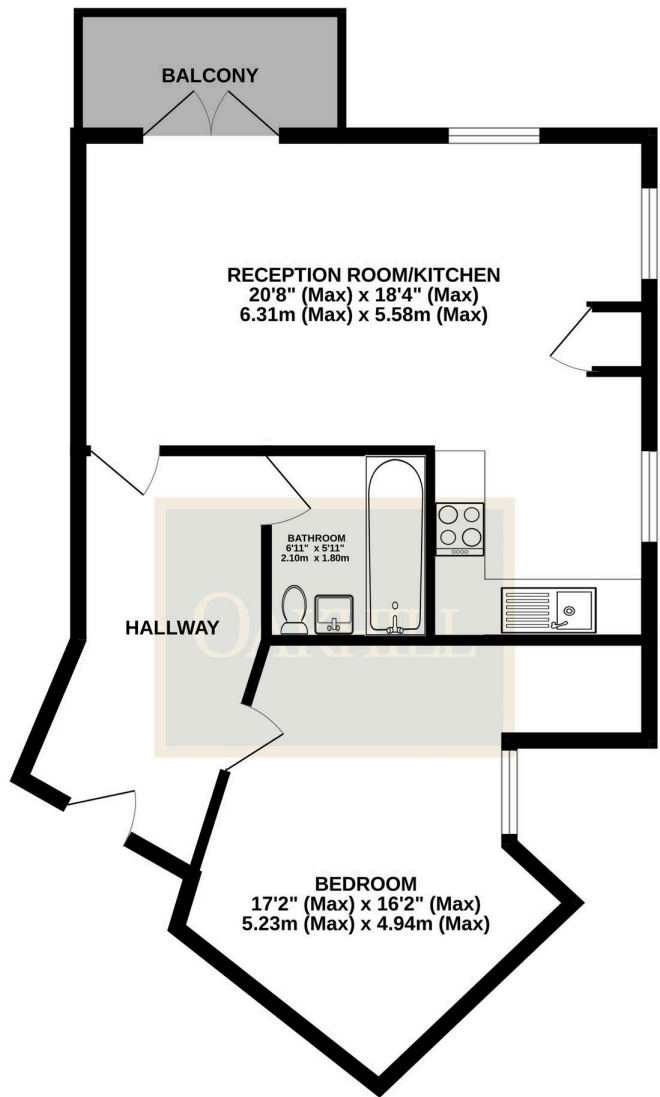 BALCONY
RECEPTION ROOM/KITCHEN
20'8" (Max) x 18'4" (Max)
6.31m (Max) x 5.58m (Max)
BATHROOM
6'11" x 5'11"
2.10m x 1.80m
HALLWAY
OAKHILL
BEDROOM
17'2" (Max) x 16'2" (Max)
5.23m (Max) x 4.94m (Max)